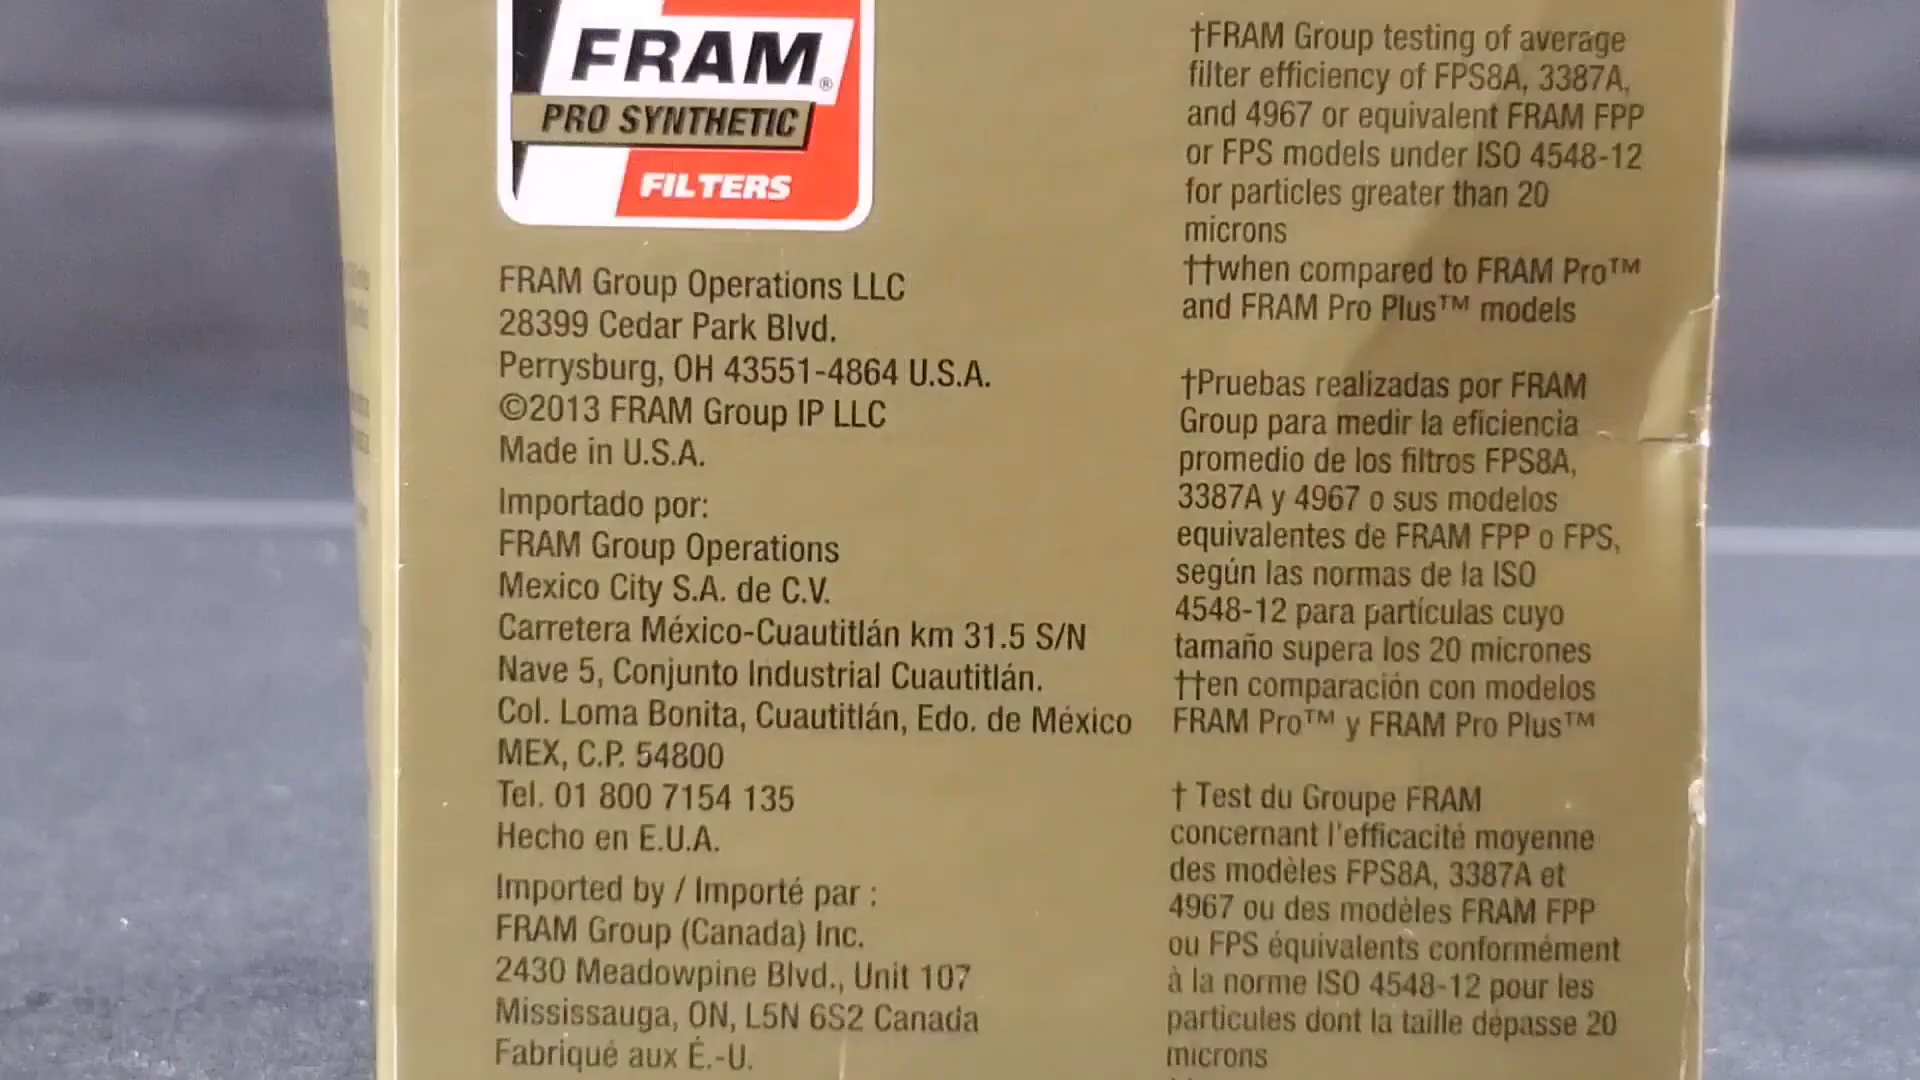 FRAM®
PRO SYNTHETIC
FILTERS
FRAM Group Operations LLC
28399 Cedar Park Blvd.
Perrysburg, OH 43551-4864 U.S.A.
©2013 FRAM Group IP LLC
Made in U.S.A.
Importado por:
FRAM Group Operations
Mexico City S.A. de C.V.
Carretera México-Cuautitlán km 31.5 S/N
Nave 5, Conjunto Industrial Cuautitlán.
Col. Loma Bonita, Cuautitlán, Edo. de México
MEX, C.P. 54800
Tel. 01 800 7154 135
Hecho en E.U.A.
Imported by / Importé par :
FRAM Group (Canada) Inc.
2430 Meadowpine Blvd., Unit 107
Mississauga, ON, L5N 6S2 Canada
Fabriqué aux É.-U.
†FRAM Group testing of average
filter efficiency of FPS8A, 3387A,
and 4967 or equivalent FRAM FPP
or FPS models under ISO 4548-12
for particles greater than 20
microns
††when compared to FRAM Pro™
and FRAM Pro Plus™ models
†Pruebas realizadas por FRAM
Group para medir la eficiencia
promedio de los filtros FPS8A,
3387A y 4967 o sus modelos
equivalentes de FRAM FPP o FPS,
según las normas de la ISO
4548-12 para partículas cuyo
tamaño supera los 20 micrones
††en comparación con modelos
FRAM Pro™ y FRAM Pro Plus™
† Test du Groupe FRAM
concernant l'efficacité moyenne
des modèles FPS8A, 3387A et
4967 ou des modèles FRAM FPP
ou FPS équivalents conformément
à la norme ISO 4548-12 pour les
particules dont la taille dépasse 20
microns